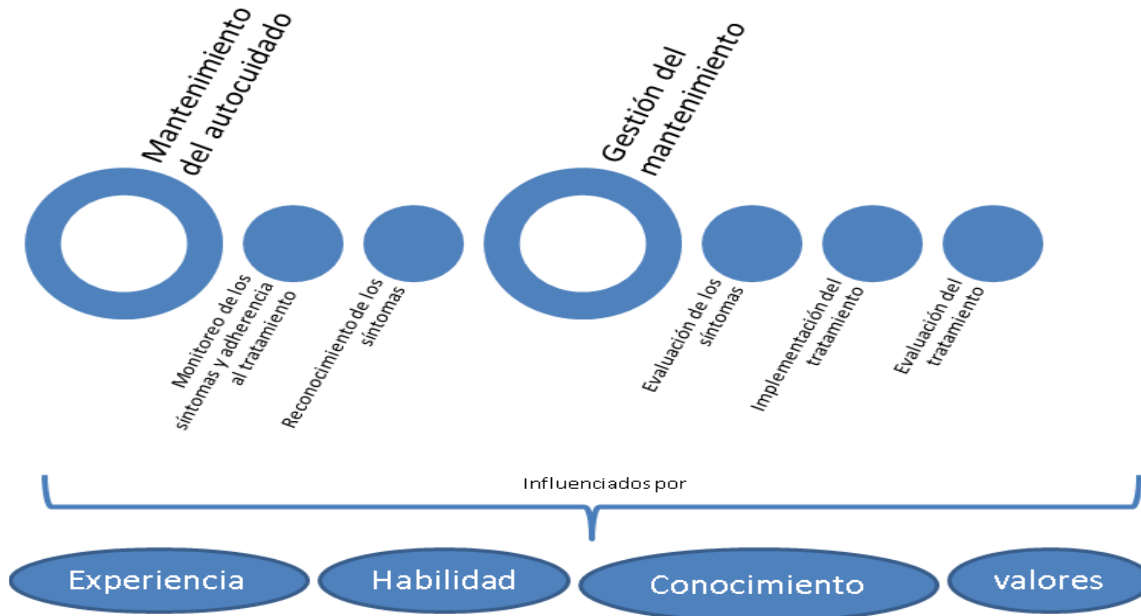 Mantenimiento
del autocuidado
Monitoreo de los
síntomas y adherencia
al tratamiento
Reconocimiento de los
síntomas
Gestión del
mantenimiento
Evaluación de los
síntomas
Implementación del
tratamiento
Evaluación del
tratamiento
Influenciados por
Experiencia
Habilidad
Conocimiento
valores